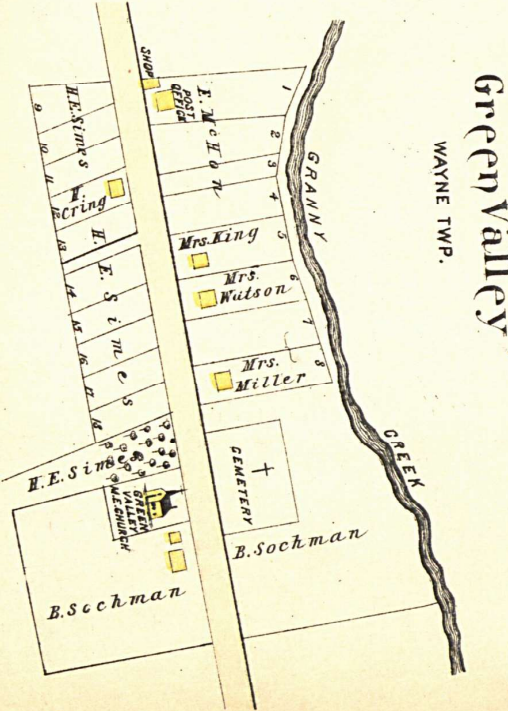 Green Valley
WAYNE TWP.
GRANNY
CREEK
SHOP
POST
OFFICE
E. McHon
1
2
3
4
5
6
7
8
Mrs. King
Mrs.
Watson
Mrs.
Miller
H.E. Simes
9
10
11
12
13
H.
Cring
H. E. Simes
14
15
16
17
18
H.E. Simes
GREEN
VALLEY
M.E. CHURCH
CEMETERY
B. Sochman
B. Sochman